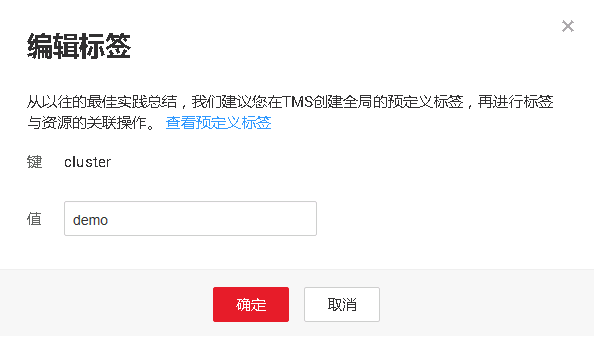 编辑标签
从以往的最佳实践总结，我们建议您在TMS创建全局的预定义标签，再进行标签
与资源的关联操作。 查看预定义标签
键 cluster
值 demo
确定 取消